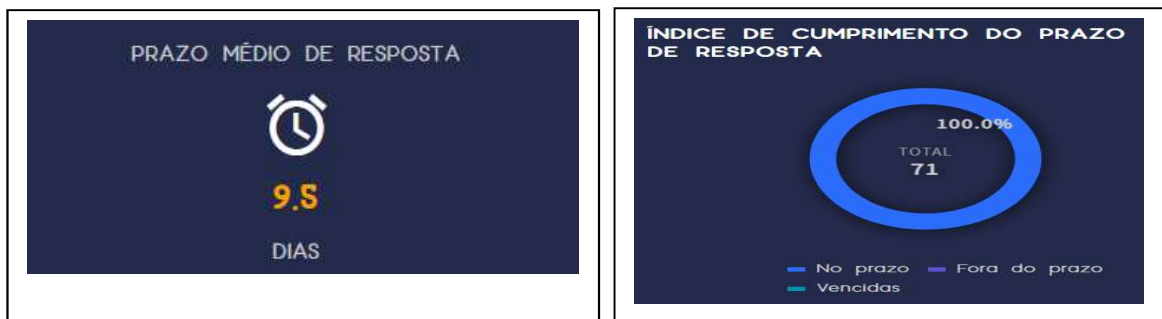 PRAZO MÉDIO DE RESPOSTA
9.5
DIAS
ÍNDICE DE CUMPRIMENTO DO PRAZO
DE RESPOSTA
100.0%
TOTAL
71
No prazo
Fora do prazo
Vencidas